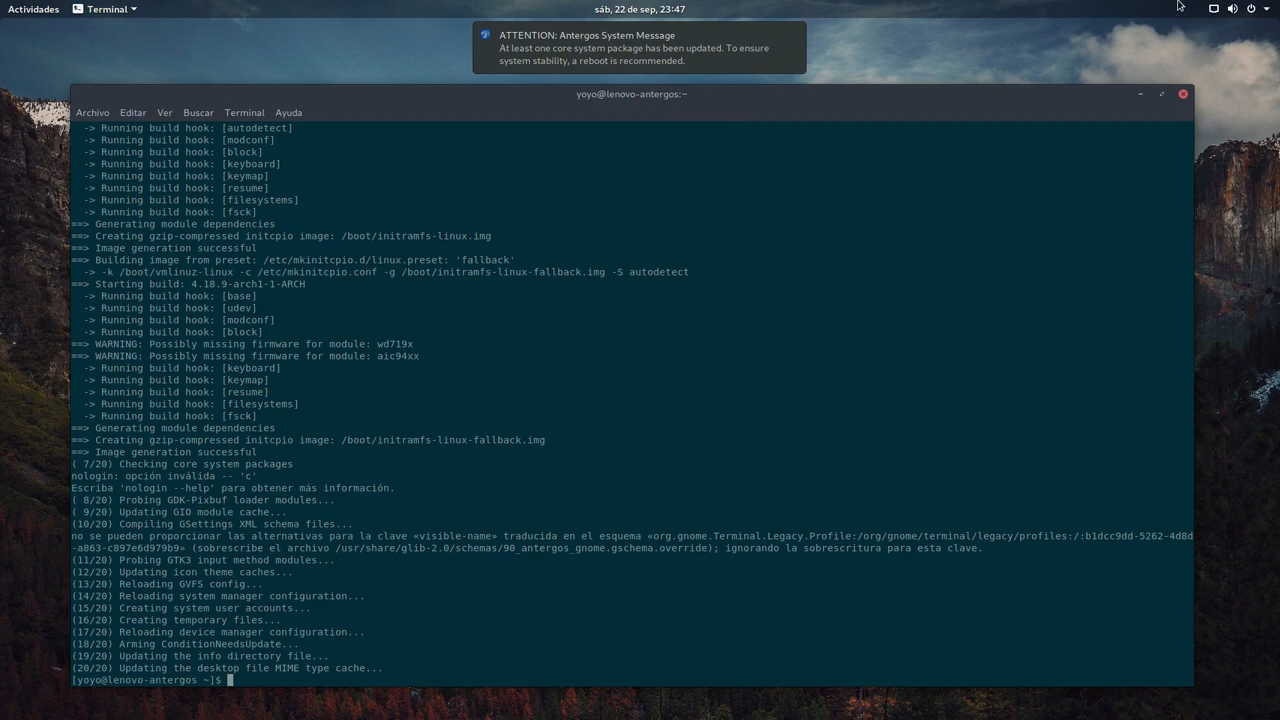 Actividades Terminal sáb, 22 de sep, 23:47
ATTENTION: Antergos System Message
At least one core system package has been updated. To ensure
system stability, a reboot is recommended.
yoyo@lenovo-antergos:~
Archivo Editar Ver Buscar Terminal Ayuda
-> Running build hook: [autodetect]
-> Running build hook: [modconf]
-> Running build hook: [block]
-> Running build hook: [keyboard]
-> Running build hook: [keymap]
-> Running build hook: [resume]
-> Running build hook: [filesystems]
-> Running build hook: [fsck]
==> Generating module dependencies
==> Creating gzip-compressed initcpio image: /boot/initramfs-linux.img
==> Image generation successful
==> Building image from preset: /etc/mkinitcpio.d/linux.preset: 'fallback'
-> -k /boot/vmlinuz-linux -c /etc/mkinitcpio.conf -g /boot/initramfs-linux-fallback.img -S autodetect
==> Starting build: 4.18.9-arch1-1-ARCH
-> Running build hook: [base]
-> Running build hook: [udev]
-> Running build hook: [modconf]
-> Running build hook: [block]
==> WARNING: Possibly missing firmware for module: wd719x
==> WARNING: Possibly missing firmware for module: aic94xx
-> Running build hook: [keyboard]
-> Running build hook: [keymap]
-> Running build hook: [resume]
-> Running build hook: [filesystems]
-> Running build hook: [fsck]
==> Generating module dependencies
==> Creating gzip-compressed initcpio image: /boot/initramfs-linux-fallback.img
==> Image generation successful
( 7/20) Checking core system packages
nologin: opción inválida -- 'c'
Escriba 'nologin --help' para obtener más información.
( 8/20) Probing GDK-Pixbuf loader modules...
( 9/20) Updating GIO module cache...
(10/20) Compiling GSettings XML schema files...
no se pueden proporcionar las alternativas para la clave «visible-name» traducida en el esquema «org.gnome.Terminal.Legacy.Profile:/org/gnome/terminal/legacy/profiles:/:b1dcc9dd-5262-4d8d
-a863-c897e6d979b9» (sobrescribe el archivo /usr/share/glib-2.0/schemas/90_antergos_gnome.gschema.override); ignorando la sobrescritura para esta clave.
(11/20) Probing GTK3 input method modules...
(12/20) Updating icon theme caches...
(13/20) Reloading GVFS config...
(14/20) Reloading system manager configuration...
(15/20) Creating system user accounts...
(16/20) Creating temporary files...
(17/20) Reloading device manager configuration...
(18/20) Arming ConditionNeedsUpdate...
(19/20) Updating the info directory file...
(20/20) Updating the desktop file MIME type cache...
[yoyo@lenovo-antergos ~]$